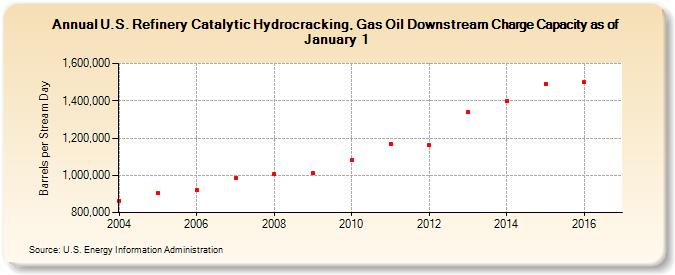 Annual U.S. Refinery Catalytic Hydrocracking, Gas Oil Downstream Charge Capacity as of
January 1
Barrels per Stream Day
1,600,000
1,400,000
1,200,000
1,000,000
800,000
2004 2006 2008 2010 2012 2014 2016
Source: U.S. Energy Information Administration